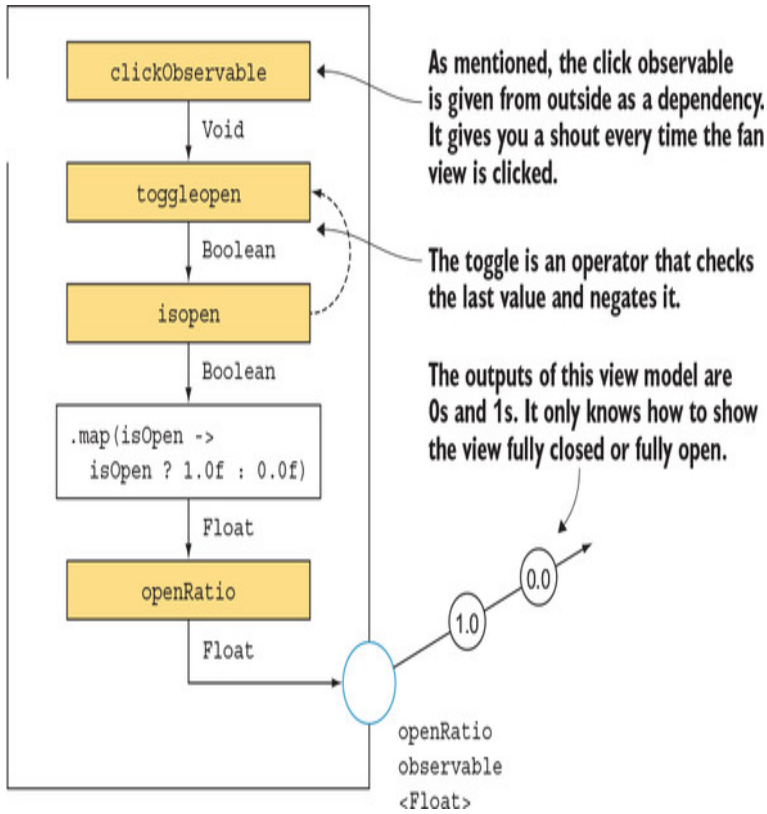 clickObservable
Void
toggleopen
Boolean
isopen
Boolean
.map(isOpen ->
isOpen ? 1.0f : 0.0f)
Float
openRatio
Float
As mentioned, the click observable
is given from outside as a dependency.
It gives you a shout every time the fan
view is clicked.
The toggle is an operator that checks
the last value and negates it.
The outputs of this view model are
0s and 1s. It only knows how to show
the view fully closed or fully open.
0.0
1.0
openRatio
observable
<Float>